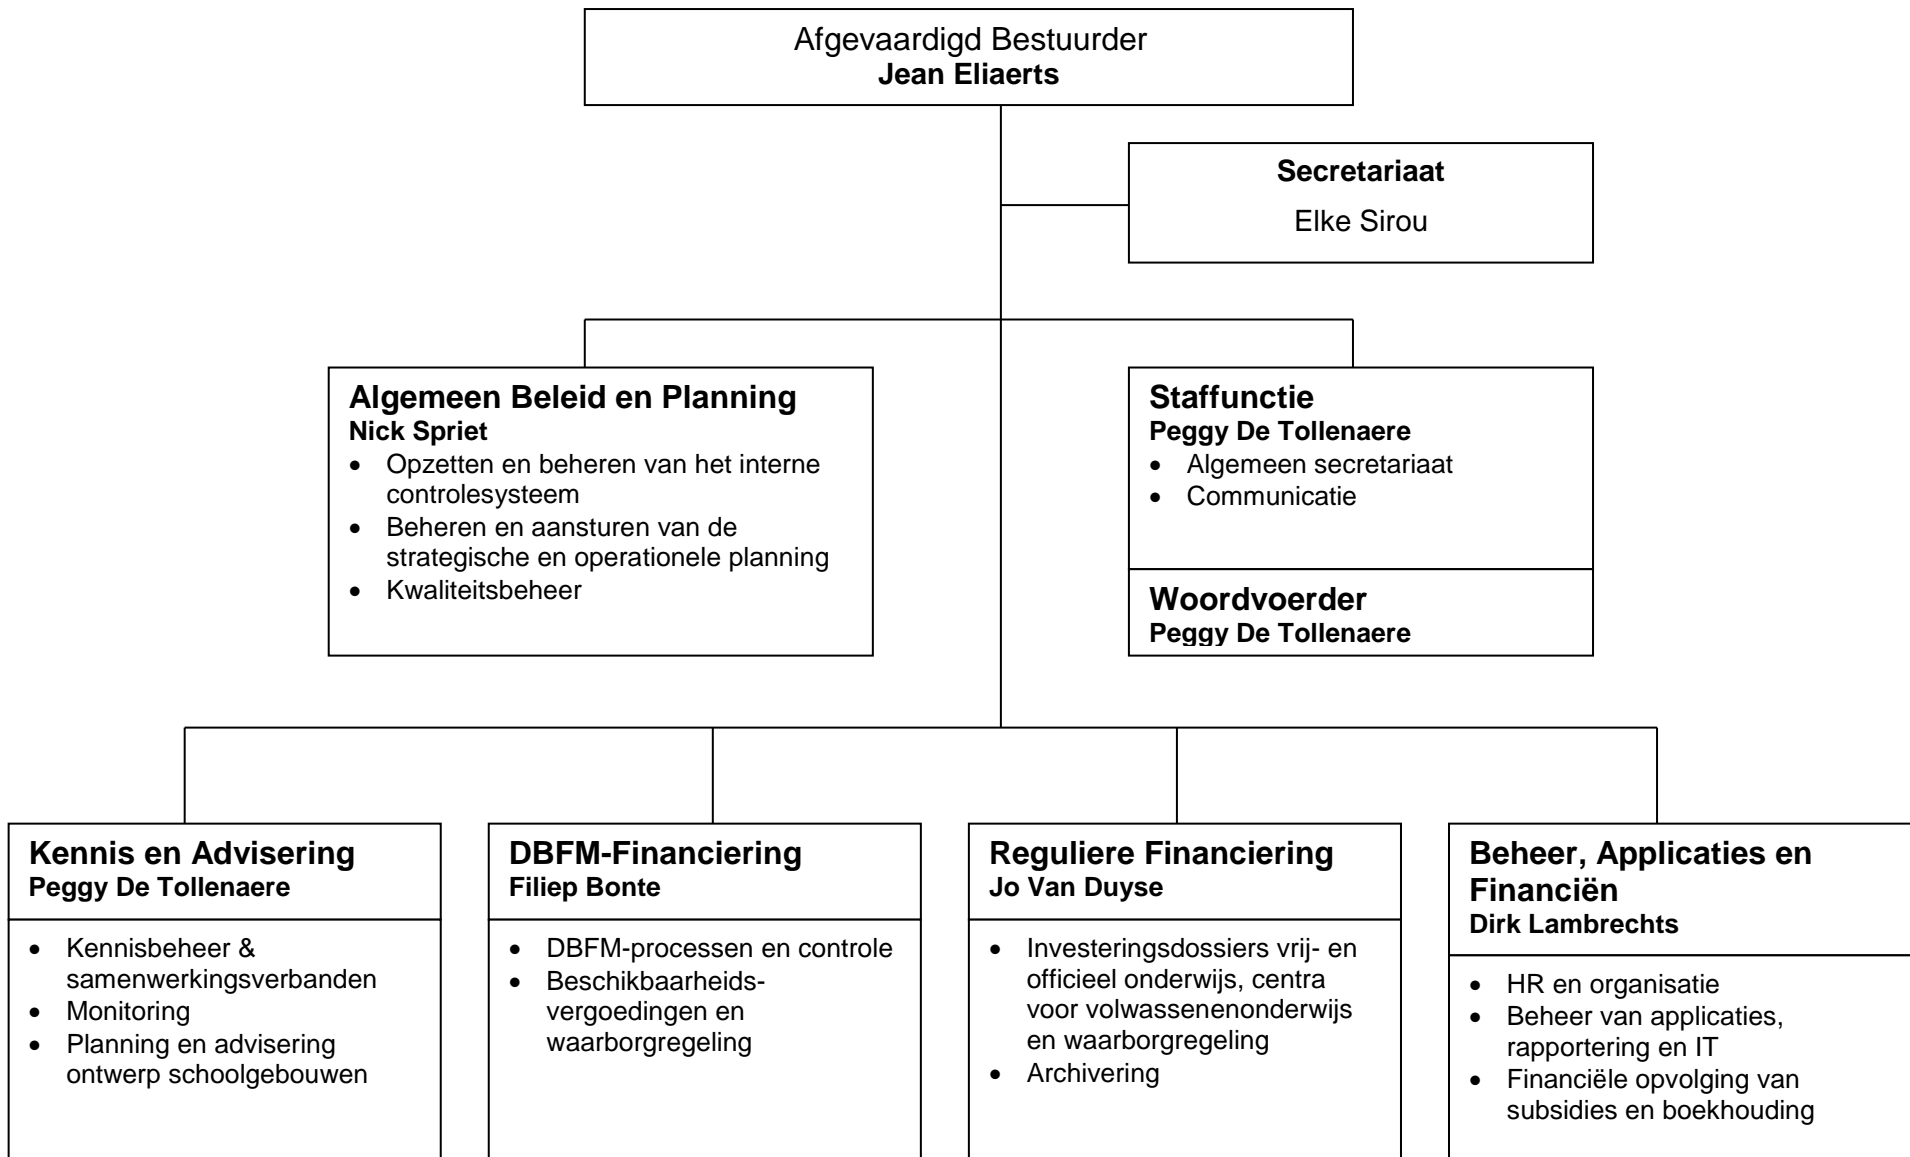 Afgevaardigd Bestuurder
Jean Eliaerts
Secretariaat
Elke Sirou
Algemeen Beleid en Planning
Nick Spriet
• Opzetten en beheren van het interne
controlesysteem
• Beheren en aansturen van de
strategische en operationele planning
• Kwaliteitsbeheer
Staffunctie
Peggy De Tollenaere
• Algemeen secretariaat
• Communicatie
Woordvoerder
Peggy De Tollenaere
Kennis en Advisering
Peggy De Tollenaere
• Kennisbeheer &
samenwerkingsverbanden
• Monitoring
• Planning en advisering
ontwerp schoolgebouwen
DBFM-Financiering
Filiep Bonte
• DBFM-processen en controle
• Beschikbaarheids-
vergoedingen en
waarborgregeling
Reguliere Financiering
Jo Van Duyse
• Investeringsdossiers vrij- en
officieel onderwijs, centra
voor volwassenenonderwijs
en waarborgregeling
• Archivering
Beheer, Applicaties en
Financiën
Dirk Lambrechts
• HR en organisatie
• Beheer van applicaties,
rapportering en IT
• Financiële opvolging van
subsidies en boekhouding